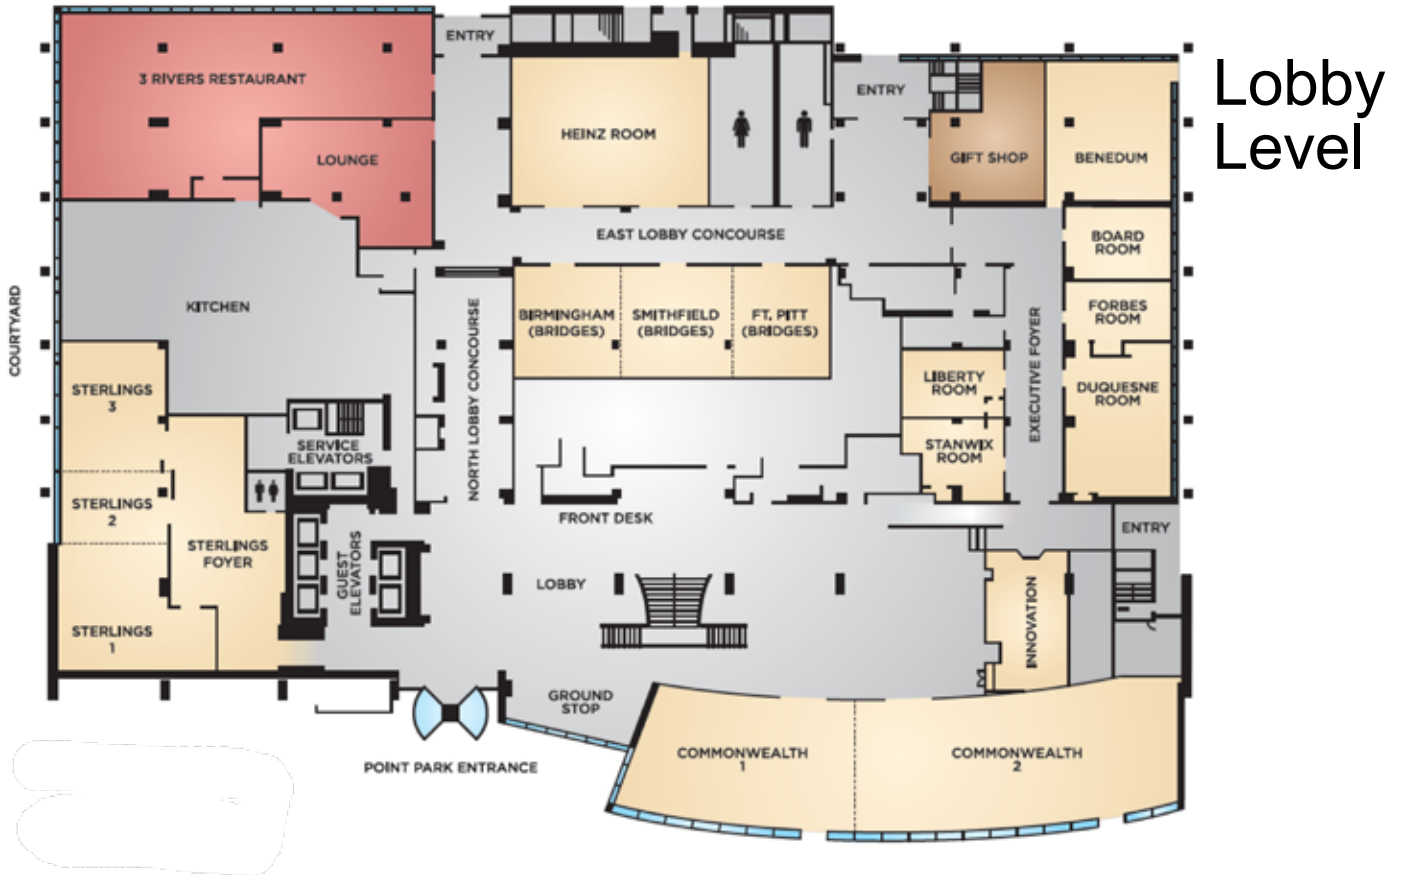 Lobby
Level
ENTRY
3 RIVERS RESTAURANT
LOUNGE
HEINZ ROOM
ENTRY
GIFT SHOP
BENEDUM
EAST LOBBY CONCOURSE
BOARD
ROOM
KITCHEN
COURTYARD
NORTH LOBBY CONCOURSE
BIRMINGHAM
(BRIDGES)
SMITHFIELD
(BRIDGES)
FT. PITT
(BRIDGES)
FORBES
ROOM
EXECUTIVE FOYER
LIBERTY
ROOM
DUQUESNE
ROOM
STERLINGS
3
SERVICE
ELEVATORS
STANWIX
ROOM
STERLINGS
2
FRONT DESK
ENTRY
STERLINGS
FOYER
GUEST
ELEVATORS
LOBBY
INNOVATION
STERLINGS
1
GROUND
STOP
COMMONWEALTH
1
COMMONWEALTH
2
POINT PARK ENTRANCE